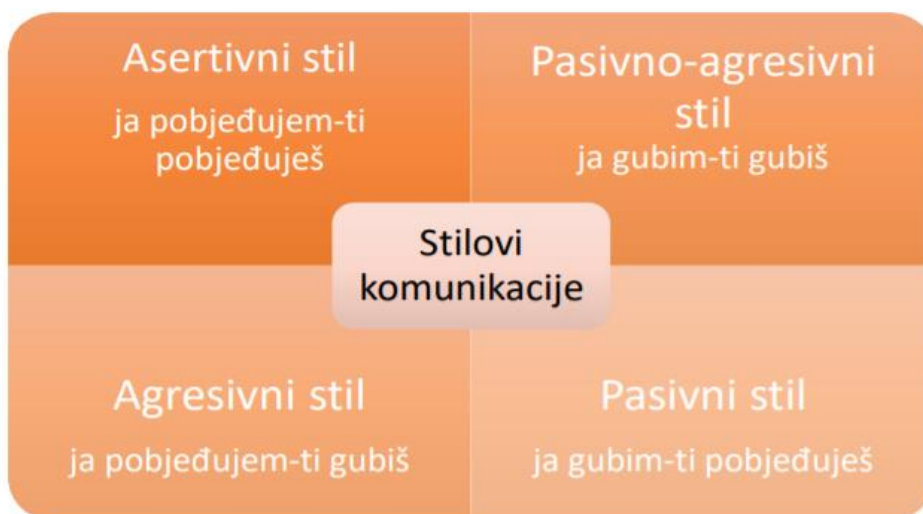 Asertivni stil
ja pobjeđujem-ti
pobjeđuješ
Pasivno-agresivni
stil
ja gubim-ti gubiš
Stilovi
komunikacije
Agresivni stil
ja pobjeđujem-ti gubiš
Pasivni stil
ja gubim-ti pobjeđuješ